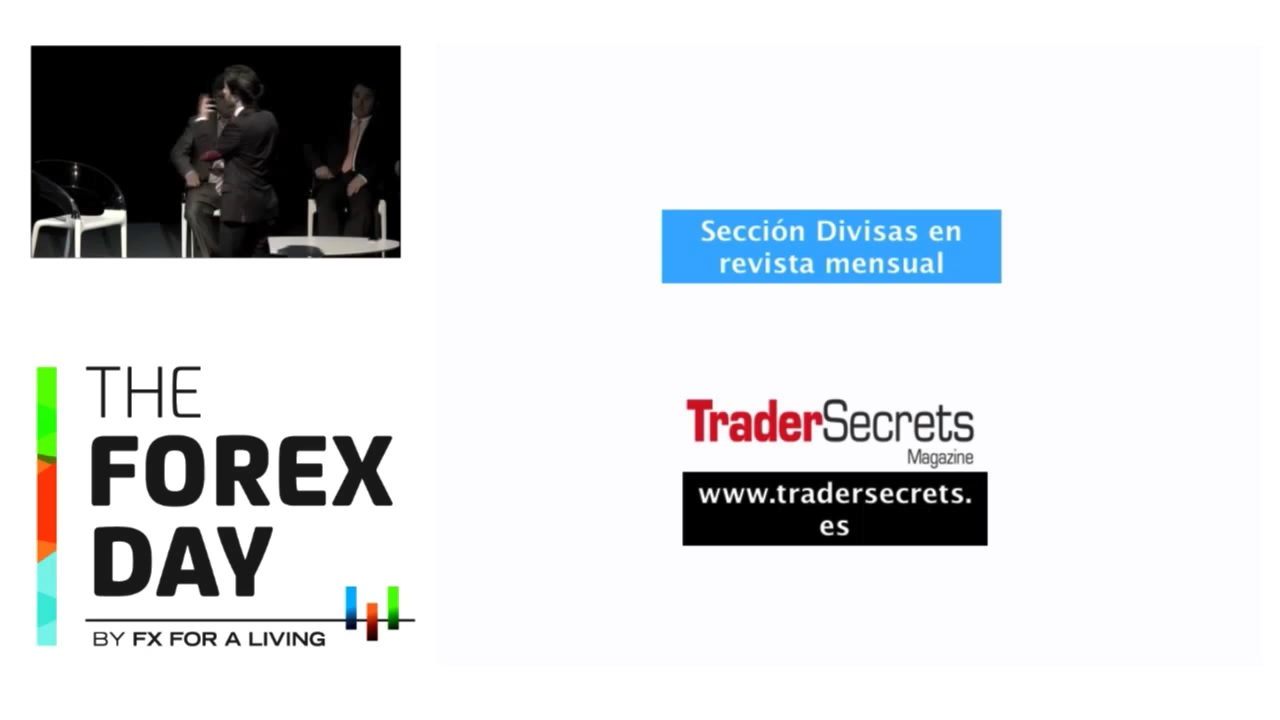 Sección Divisas en
revista mensual
TraderSecrets
Magazine
www.tradersecrets.
es
THE
FOREX
DAY
BY FX FOR A LIVING